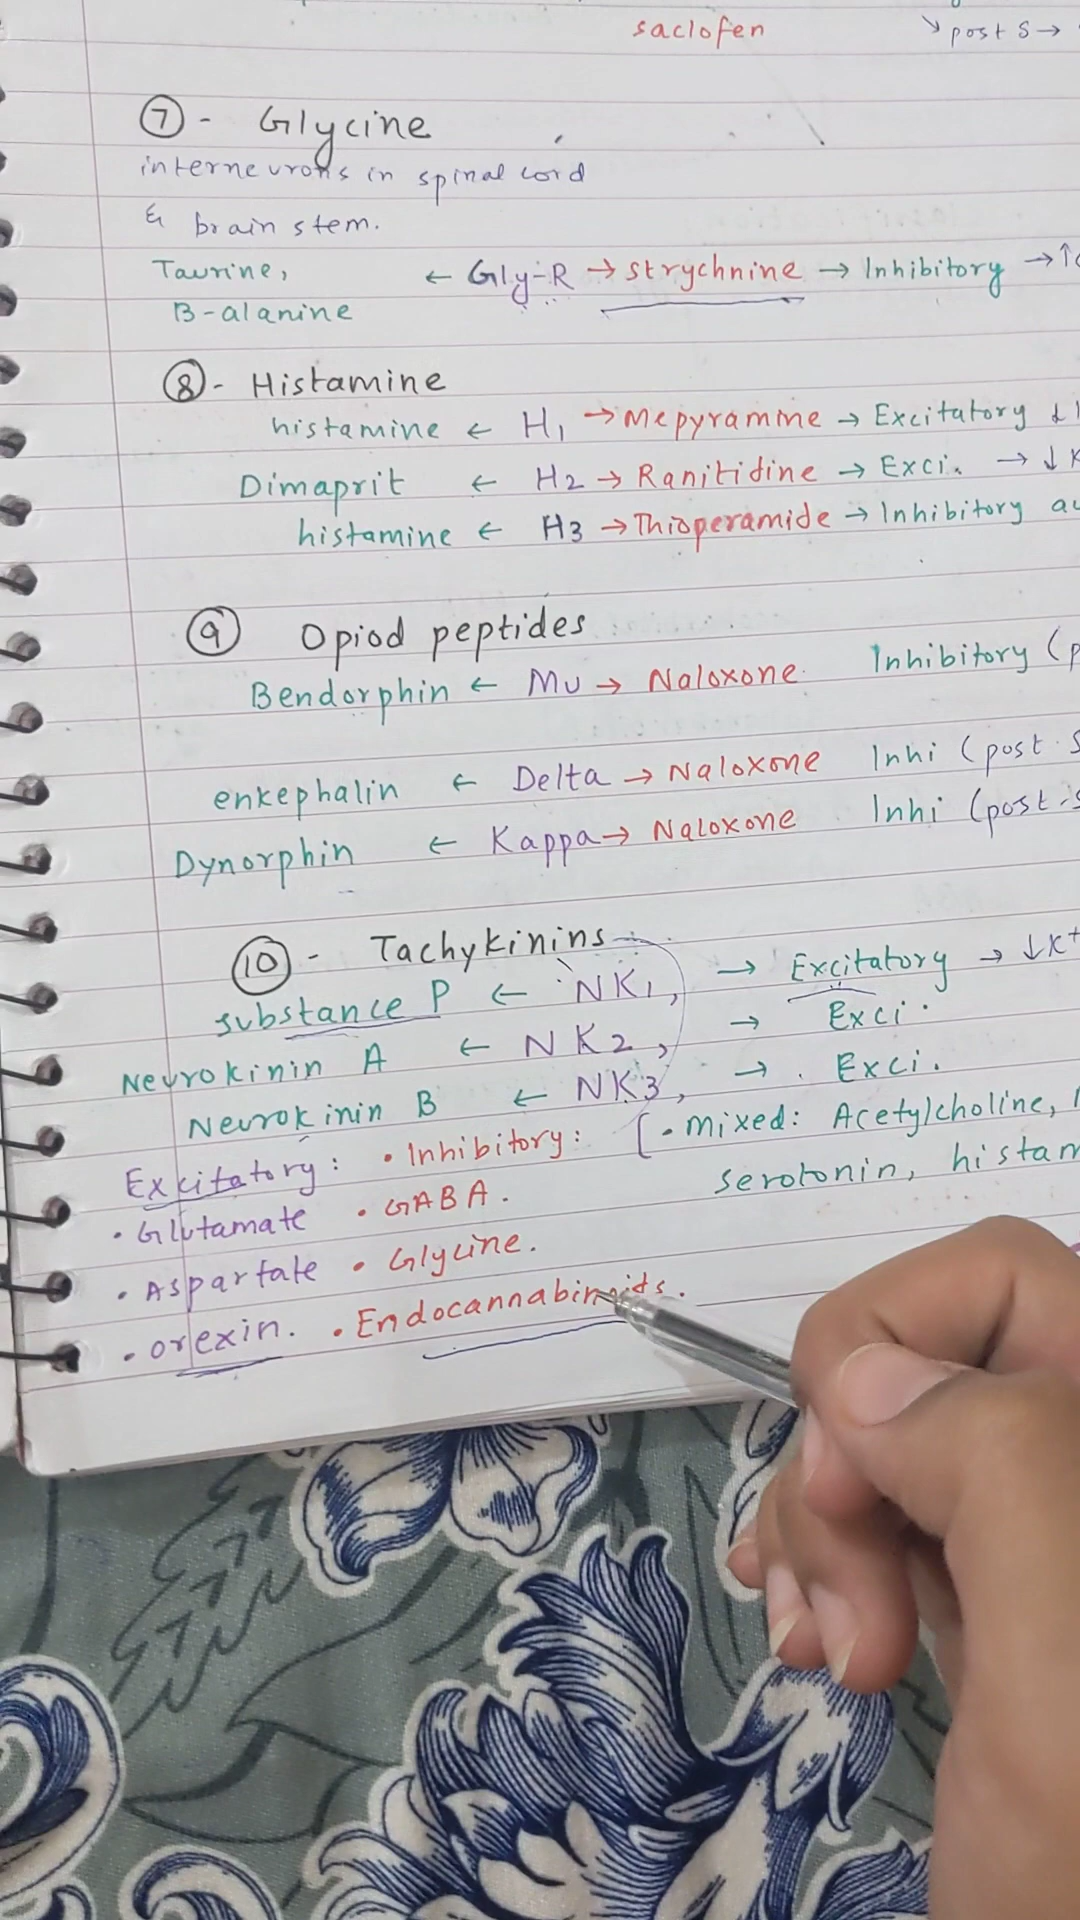 saclofen ↘ post S →
⑦ - Glycine
interneurons in spinal cord
& brain stem.
Taurine, ← Gly-R → strychnine → Inhibitory → ↑
B-alanine
⑧ - Histamine
histamine ← H1 → Mepyramine → Excitatory ↓
Dimaprit ← H2 → Ranitidine → Exci. → ↓ K
histamine ← H3 → Thioperamide → Inhibitory au
⑨ Opiod peptides
Bendorphin ← Mu → Naloxone Inhibitory (p
enkephalin ← Delta → Naloxone Inhi (post.s
Dynorphin ← Kappa → Naloxone Inhi (post.s
⑩ - Tachykinins
substance P ← NK1, → Excitatory → ↓K+
Neurokinin A ← NK2, → Exci.
Neurokinin B ← NK3, → Exci.
Excitatory: • Inhibitory: [ • mixed: Acetylcholine,
• Glutamate • GABA. serotonin, histam
• Aspartate • Glycine.
• orexin. • Endocannabinoids.